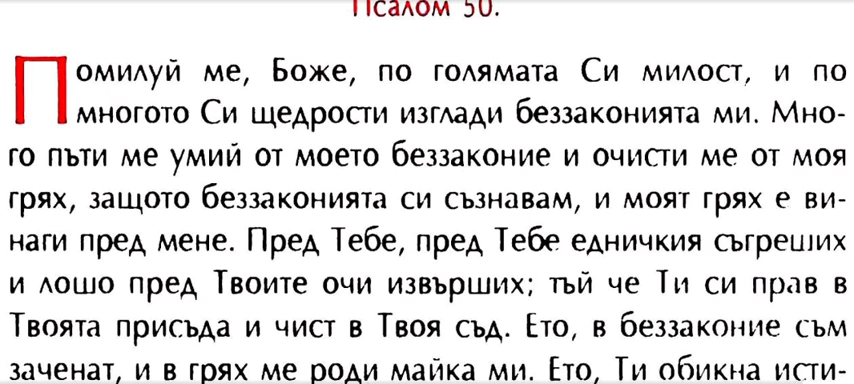 Псалом 50.
Помилуй ме, Боже, по голямата Си милост, и по
многото Си щедрости изглади беззаконията ми. Мно-
го пъти ме умий от моето беззаконие и очисти ме от моя
грях, защото беззаконията си съзнавам, и моят грях е ви-
наги пред мене. Пред Тебе, пред Тебе едничкия съгреших
и лошо пред Твоите очи извърших; тъй че Ти си прав в
Твоята присъда и чист в Твоя съд. Ето, в беззаконие съм
заченат, и в грях ме роди майка ми. Ето, Ти обикна исти-